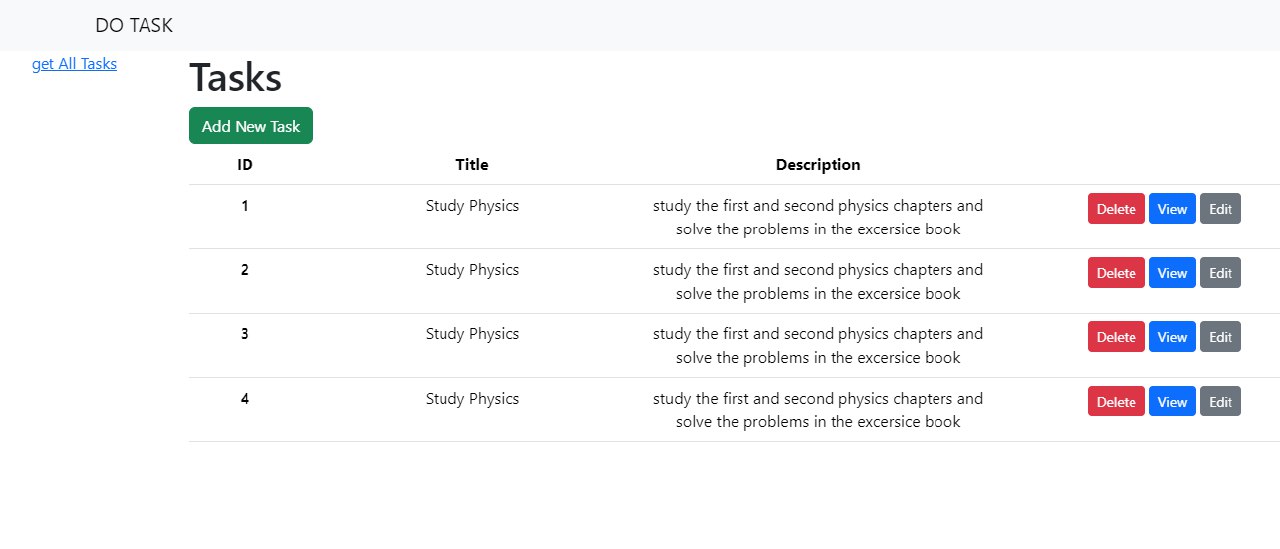 DO TASK
get All Tasks
Tasks
Add New Task
ID Title Description
1 Study Physics study the first and second physics chapters and Delete View Edit
solve the problems in the excersice book
2 Study Physics study the first and second physics chapters and Delete View Edit
solve the problems in the excersice book
3 Study Physics study the first and second physics chapters and Delete View Edit
solve the problems in the excersice book
4 Study Physics study the first and second physics chapters and Delete View Edit
solve the problems in the excersice book